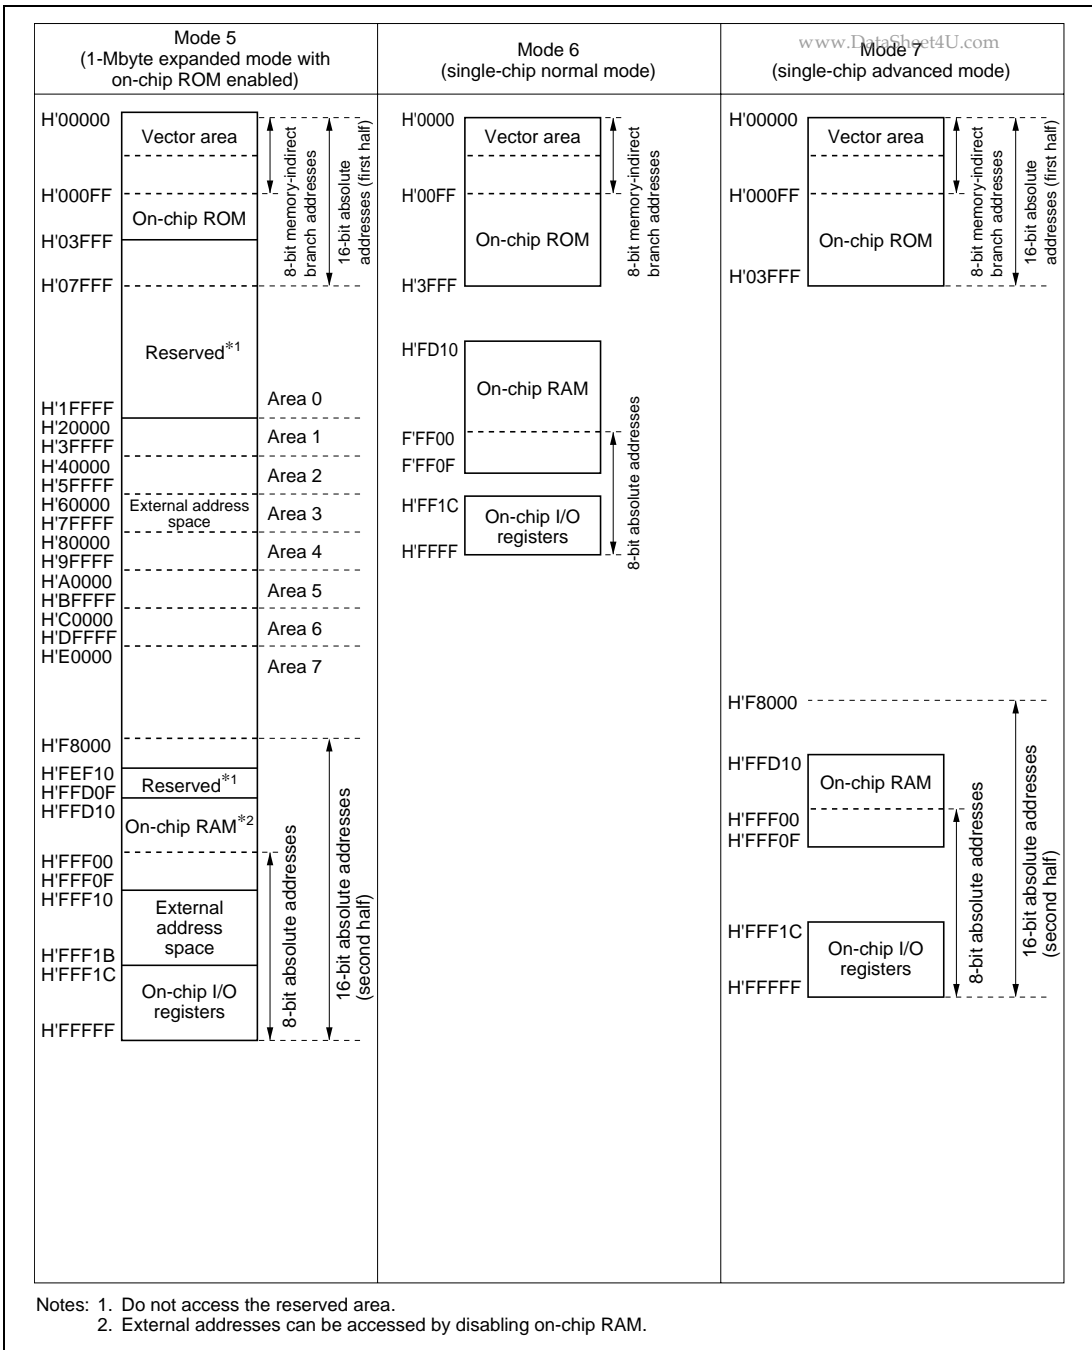 www.DataSheet4U.com
Mode 5
(1-Mbyte expanded mode with
on-chip ROM enabled)
H'00000
Vector area
H'000FF
On-chip ROM
H'03FFF
H'07FFF
8-bit memory-indirect
branch addresses
16-bit absolute
addresses (first half)
Reserved*1
H'1FFFF
Area 0
H'20000
Area 1
H'3FFFF
H'40000
Area 2
H'5FFFF
H'60000
External address
space
Area 3
H'7FFFF
H'80000
Area 4
H'9FFFF
H'A0000
Area 5
H'BFFFF
H'C0000
Area 6
H'DFFFF
H'E0000
Area 7
H'F8000
H'FEF10
Reserved*1
H'FFD0F
H'FFD10
On-chip RAM*2
H'FFF00
H'FFF0F
H'FFF10
External
address
space
H'FFF1B
H'FFF1C
On-chip I/O
registers
H'FFFFF
8-bit absolute addresses
16-bit absolute addresses
(second half)
Mode 6
(single-chip normal mode)
H'0000
Vector area
H'00FF
On-chip ROM
H'3FFF
8-bit memory-indirect
branch addresses
H'FD10
On-chip RAM
F'FF00
F'FF0F
H'FF1C
On-chip I/O
registers
H'FFFF
8-bit absolute addresses
Mode 7
(single-chip advanced mode)
H'00000
Vector area
H'000FF
On-chip ROM
H'03FFF
8-bit memory-indirect
branch addresses
16-bit absolute
addresses (first half)
H'F8000
H'FFD10
On-chip RAM
H'FFF00
H'FFF0F
H'FFF1C
On-chip I/O
registers
H'FFFFF
8-bit absolute addresses
16-bit absolute addresses
(second half)
Notes: 1. Do not access the reserved area.
2. External addresses can be accessed by disabling on-chip RAM.